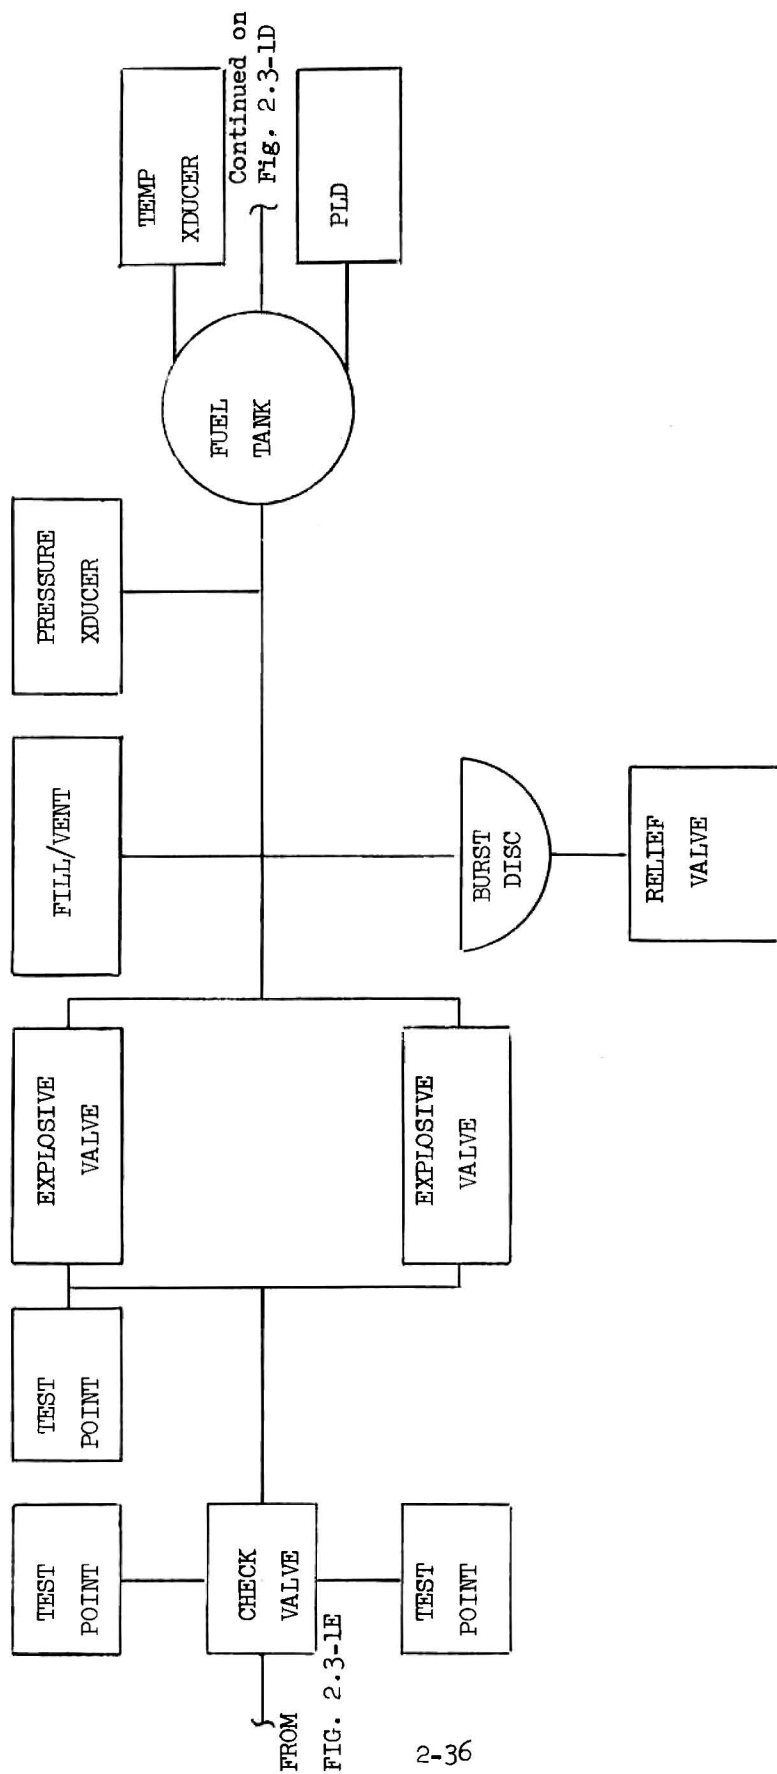 FROM
FIG. 2.3-1E
TEST
POINT
CHECK
VALVE
TEST
POINT
TEST
POINT
EXPLOSIVE
VALVE
EXPLOSIVE
VALVE
FILL/VENT
BURST
DISC
RELIEF
VALVE
PRESSURE
XDUCER
FUEL
TANK
TEMP
XDUCER
Continued on
Fig. 2.3-1D
PLD
2-36